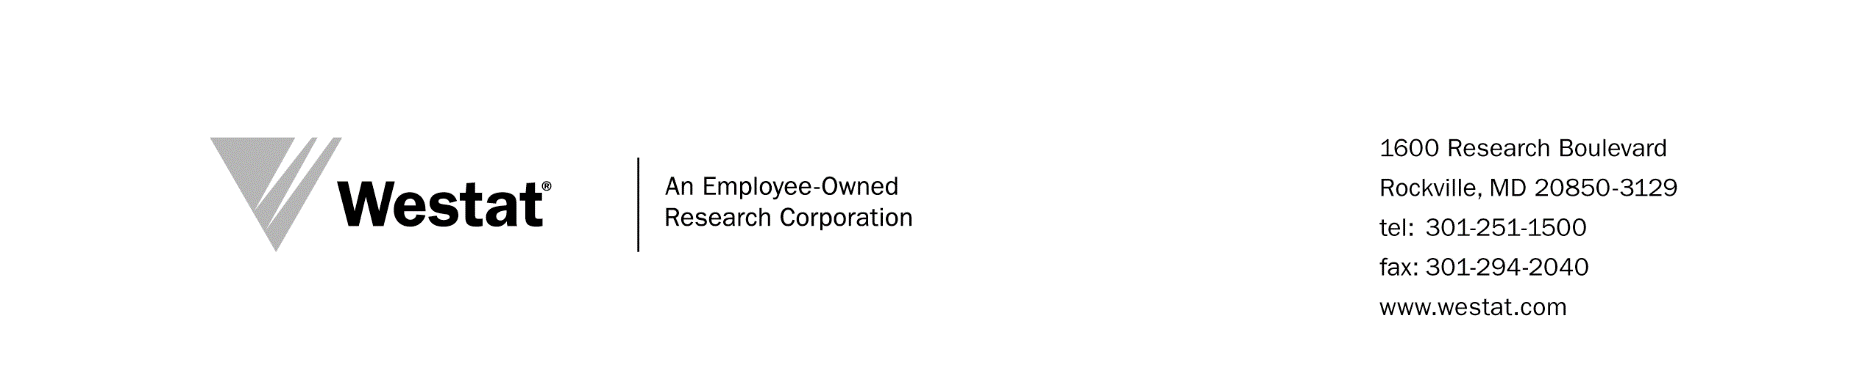 Westat®
An Employee-Owned
Research Corporation
1600 Research Boulevard
Rockville, MD 20850-3129
tel: 301-251-1500
fax: 301-294-2040
www.westat.com